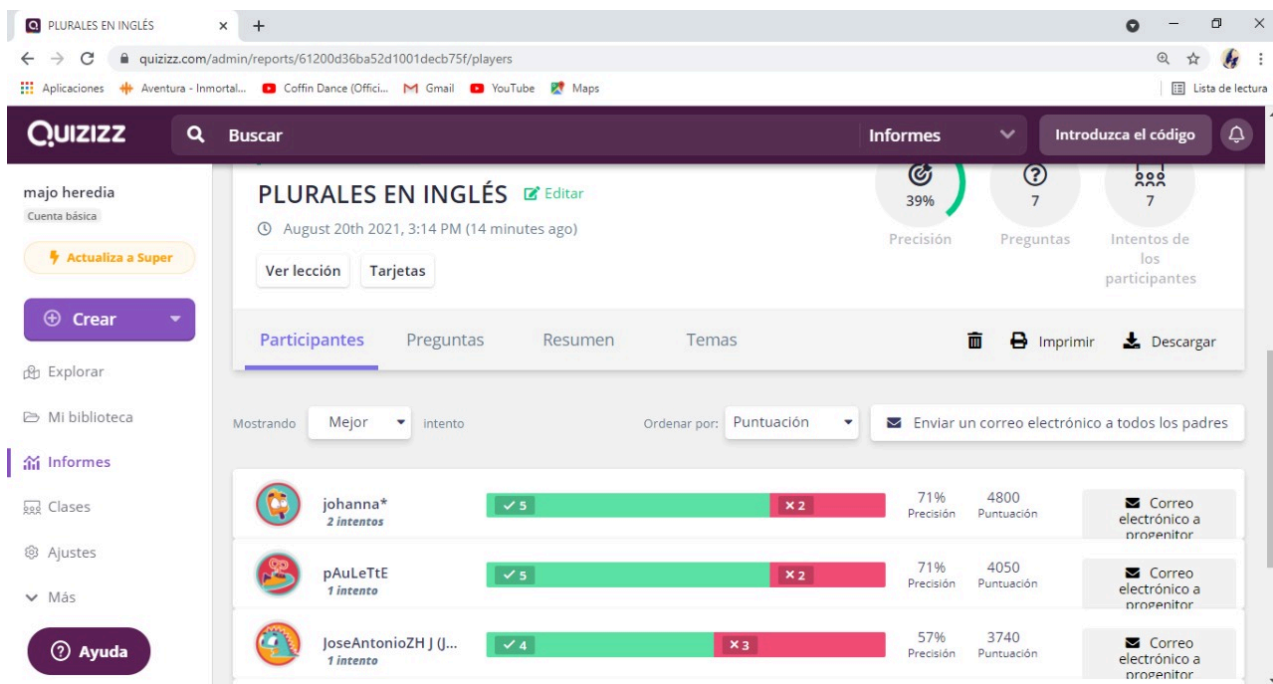 PLURALES EN INGLÉS
quizizz.com/admin/reports/61200d36ba52d1001decb75f/players
Aplicaciones Aventura - Inmortal... Coffin Dance (Offici... Gmail YouTube Maps Lista de lectura
QUIZIZZ Buscar Informes Introduzca el código
majo heredia
Cuenta básica
Actualiza a Super
Crear
Explorar
Mi biblioteca
Informes
Clases
Ajustes
Más
Ayuda
PLURALES EN INGLÉS Editar
August 20th 2021, 3:14 PM (14 minutes ago)
Ver lección Tarjetas
39%
Precisión
7
Preguntas
7
Intentos de
los
participantes
Participantes Preguntas Resumen Temas Imprimir Descargar
Mostrando Mejor intento Ordenar por: Puntuación Enviar un correo electrónico a todos los padres
johanna*
2 intentos
5 2
71%
Precisión
4800
Puntuación
Correo
electrónico a
progenitor
pAuLeTtE
1 intento
5 2
71%
Precisión
4050
Puntuación
Correo
electrónico a
progenitor
JoseAntonioZH J (J...
1 intento
4 3
57%
Precisión
3740
Puntuación
Correo
electrónico a
progenitor